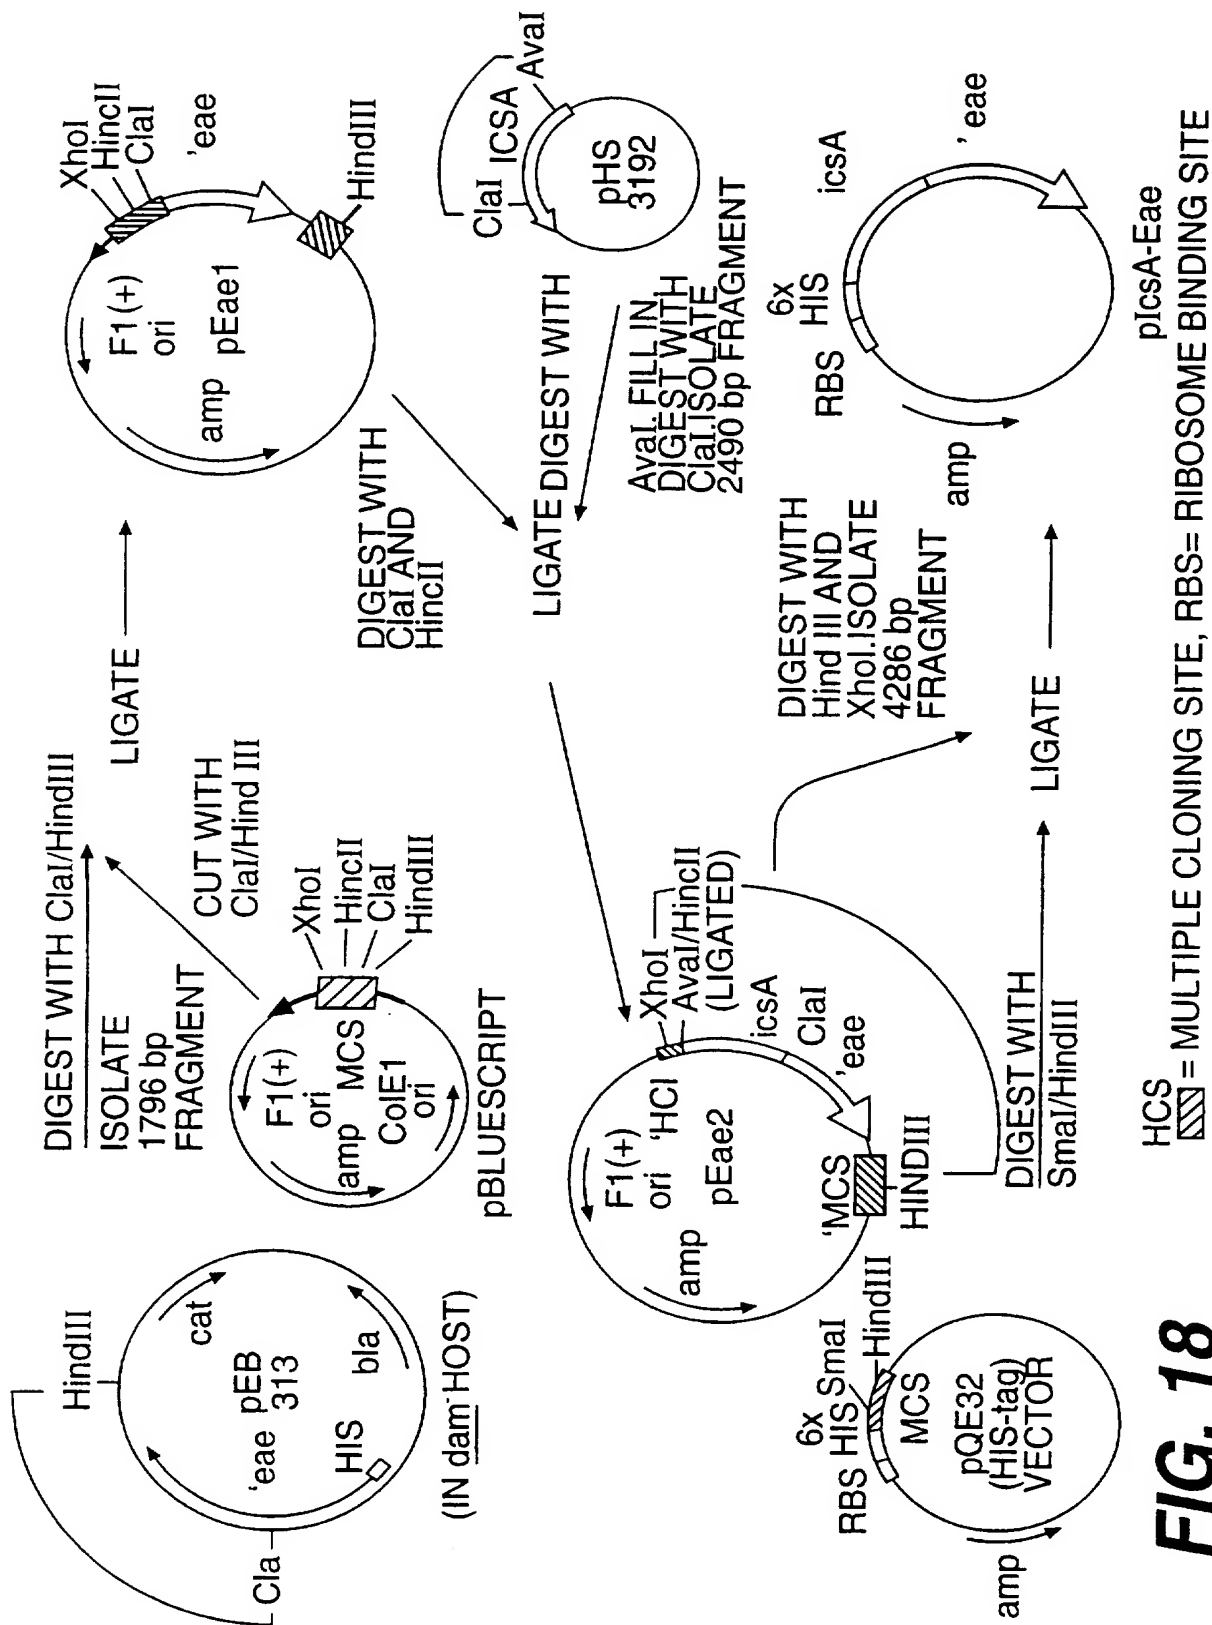 HindIII
cat
'eae
pEB
313
bla
HIS
Cla
(IN dam- HOST)
DIGEST WITH ClaI/HindIII
ISOLATE
1796 bp
FRAGMENT
CUT WITH
ClaI/Hind III
F1(+)
ori
amp
MCS
ColE1
ori
XhoI
HincII
ClaI
HindIII
pBLUESCRIPT
LIGATE
XhoI
HincII
ClaI
'eae
F1(+)
ori
pEae1
amp
HindIII
DIGEST WITH
ClaI AND
HincII
ClaI
ICSA
AvaI
pHS
3192
LIGATE
DIGEST WITH
AvaI. FILL IN
DIGEST WITH
ClaI.ISOLATE
2490 bp FRAGMENT
F1(+)
ori
'HCI
pEae2
amp
XhoI
AvaI/HincII
(LIGATED)
icsA
ClaI
'eae
'MCS
HINDIII
DIGEST WITH
Hind III AND
XhoI.ISOLATE
4286 bp
FRAGMENT
6x
RBS
HIS
SmaI
HindIII
MCS
pQE32
(HIS-tag)
VECTOR
amp
DIGEST WITH
SmaI/HindIII
LIGATE
6x
HIS
RBS
icsA
'eae
amp
pIcsA-Eae
HCS
= MULTIPLE CLONING SITE, RBS= RIBOSOME BINDING SITE
FIG. 18